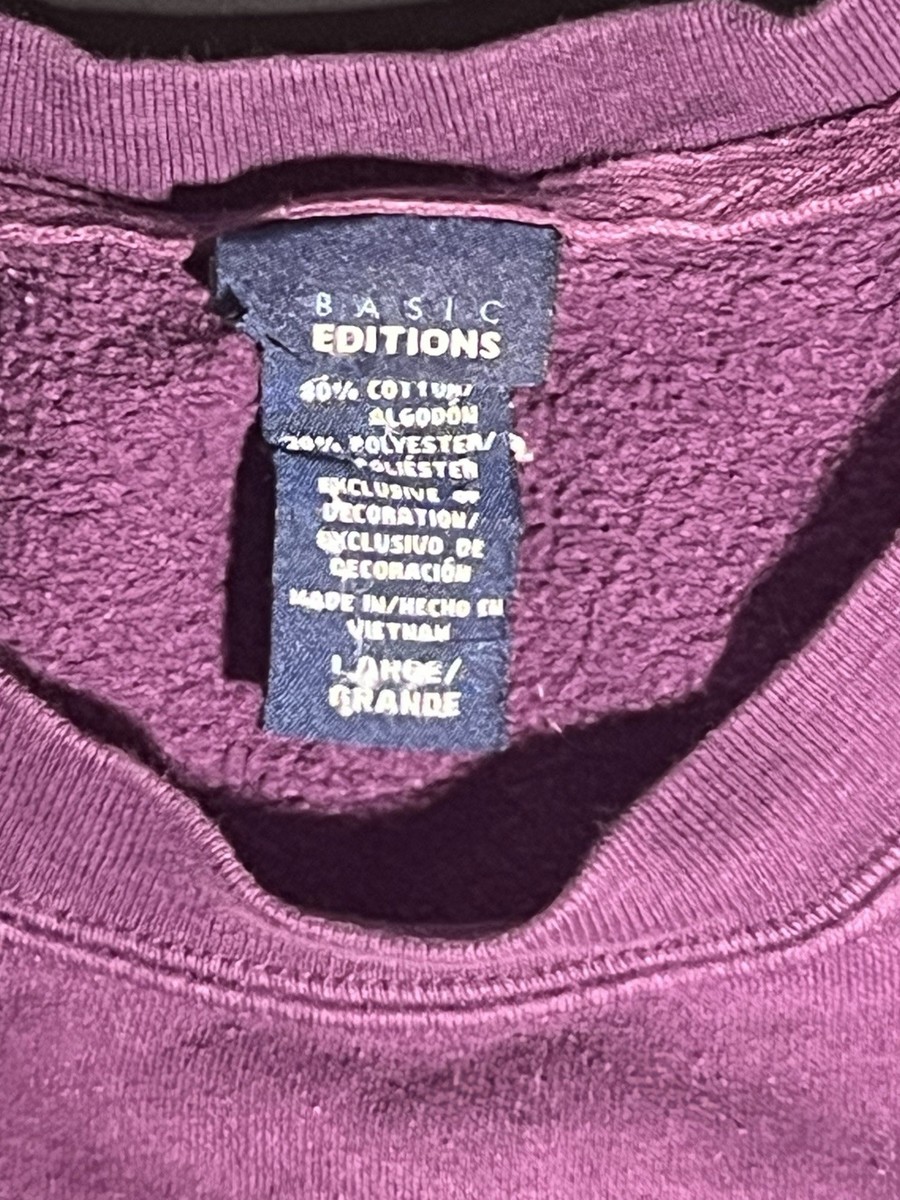 BASIC
EDITIONS
COTTON/
ALGODÓN
POLYESTER/
POLIÉSTER
EXCLUSIVE OF
DECORATION/
EXCLUSIVO DE
DECORACIÓN
MADE IN/HECHO EN
VIETNAM
LARGE/
GRANDE